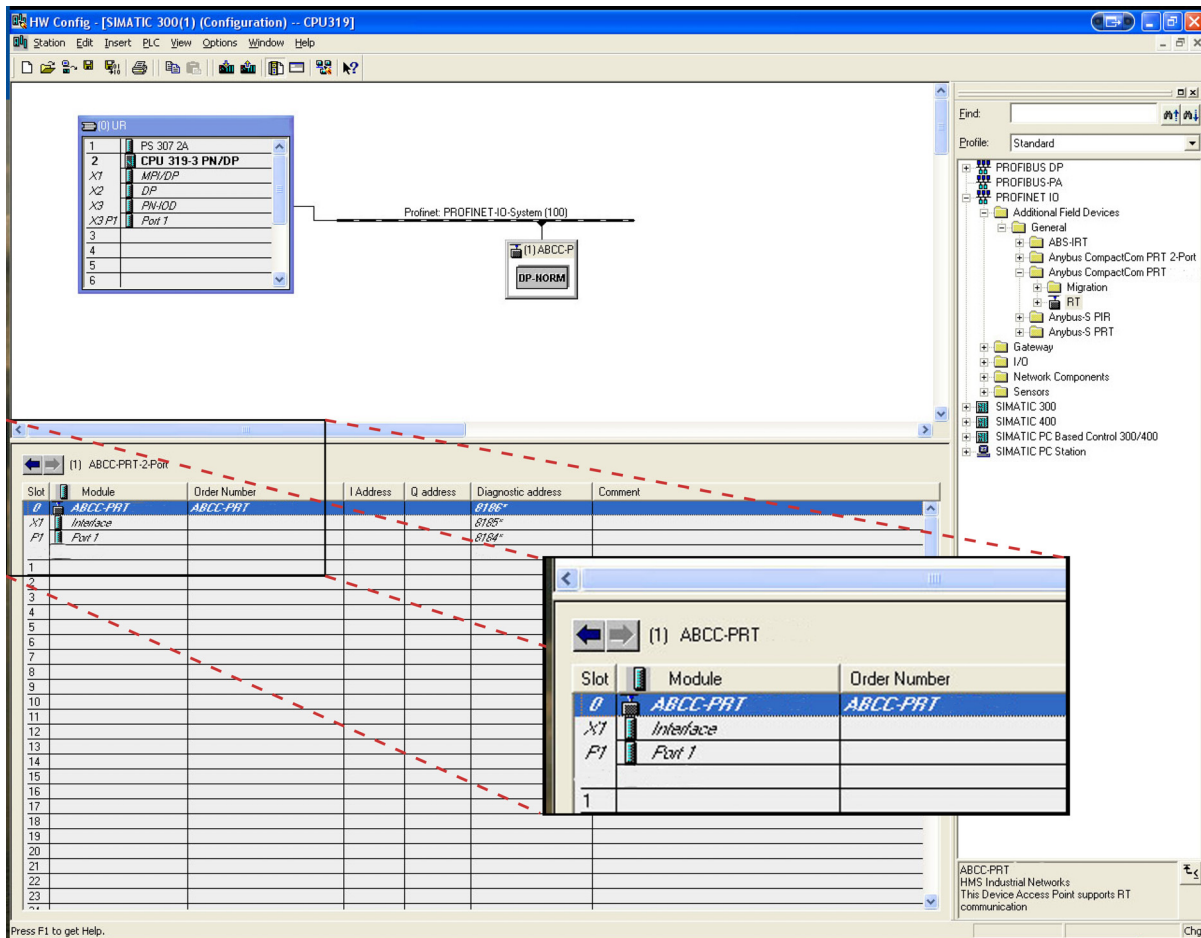 HW Config - [SIMATIC 300(1) (Configuration) -- CPU319]
Station Edit Insert PLC View Options Window Help
(0) UR
1 PS 307 2A
2 CPU 319-3 PN/DP
X1 MPI/DP
X2 DP
X3 PN-IOD
X3 P1 Port 1
3
4
5
6
Profinet: PROFINET-IO-System (100)
(1) ABCC-P
DP-NORM
Find:
Profile: Standard
PROFIBUS DP
PROFIBUS-PA
PROFINET IO
Additional Field Devices
General
ABS-IRT
Anybus CompactCom PRT 2-Port
Anybus CompactCom PRT
Migration
RT
Anybus-S PIR
Anybus-S PRT
Gateway
I/O
Network Components
Sensors
SIMATIC 300
SIMATIC 400
SIMATIC PC Based Control 300/400
SIMATIC PC Station
(1) ABCC-PRT-2-Port
Slot Module Order Number I Address Q address Diagnostic address Comment
0 ABCC-PRT ABCC-PRT 8186*
X1 Interface 8185*
P1 Port 1 8184*
1
2
3
4
5
6
7
8
9
10
11
12
13
14
15
16
17
18
19
20
21
22
23
(1) ABCC-PRT
Slot Module Order Number
0 ABCC-PRT ABCC-PRT
X1 Interface
P1 Port 1
1
ABCC-PRT
HMS Industrial Networks
This Device Access Point supports RT
communication
Press F1 to get Help.
Chg